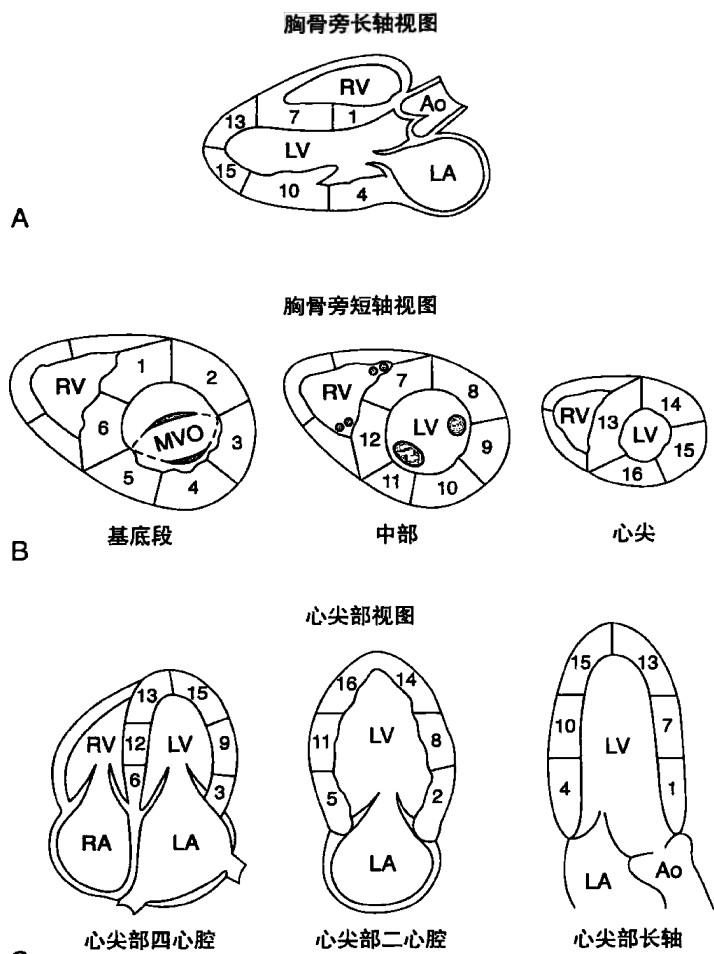 胸骨旁长轴视图
RV
Ao
13
7
1
LV
15
10
4
LA
A
胸骨旁短轴视图
1
2
RV
7
8
6
MVO
3
RV
LV
12
9
RV
13
14
LV
15
5
4
11
10
16
基底段
中部
心尖
B
心尖部视图
13
15
16
14
15
13
RV
12
LV
9
11
LV
8
10
LV
7
6
3
5
2
4
1
RA
LA
LA
LA
Ao
心尖部四心腔
心尖部二心腔
心尖部长轴